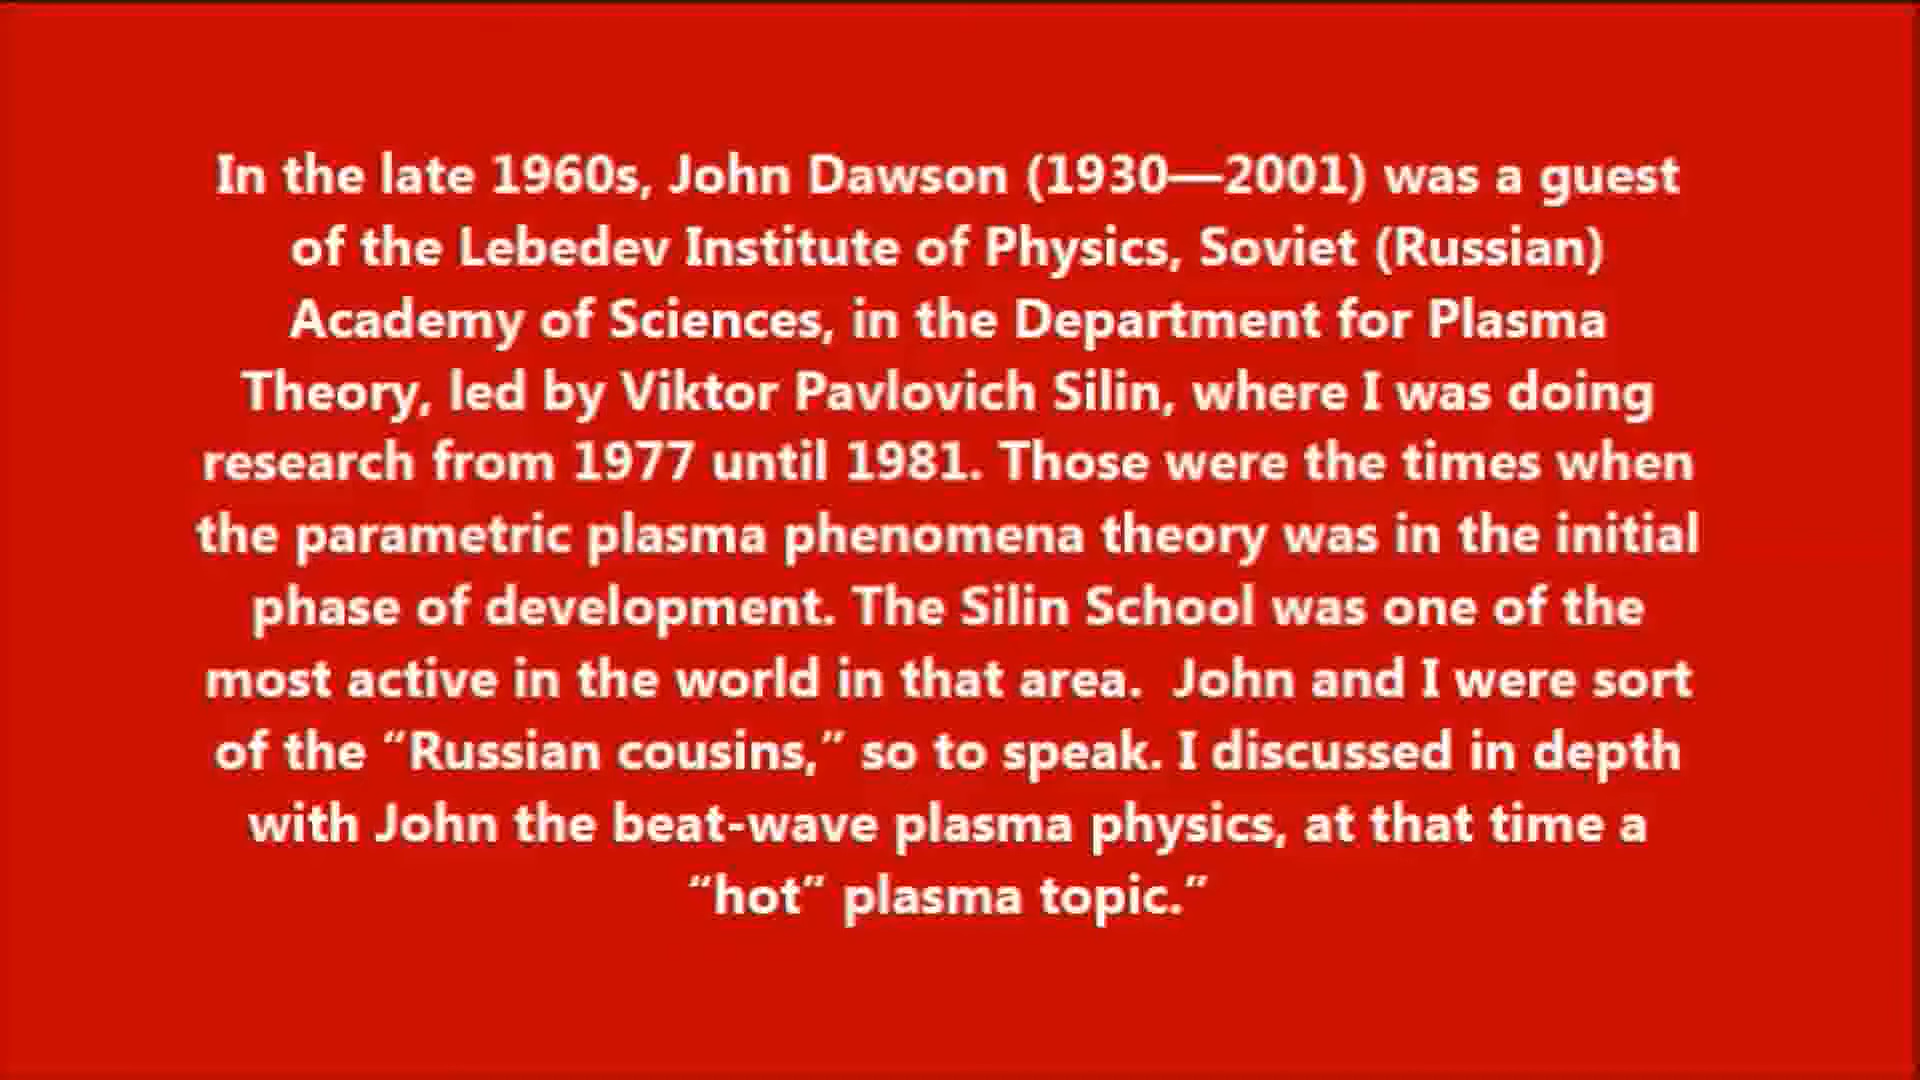 In the late 1960s, John Dawson (1930—2001) was a guest
of the Lebedev Institute of Physics, Soviet (Russian)
Academy of Sciences, in the Department for Plasma
Theory, led by Viktor Pavlovich Silin, where I was doing
research from 1977 until 1981. Those were the times when
the parametric plasma phenomena theory was in the initial
phase of development. The Silin School was one of the
most active in the world in that area.  John and I were sort
of the “Russian cousins,” so to speak. I discussed in depth
with John the beat-wave plasma physics, at that time a
“hot” plasma topic.”